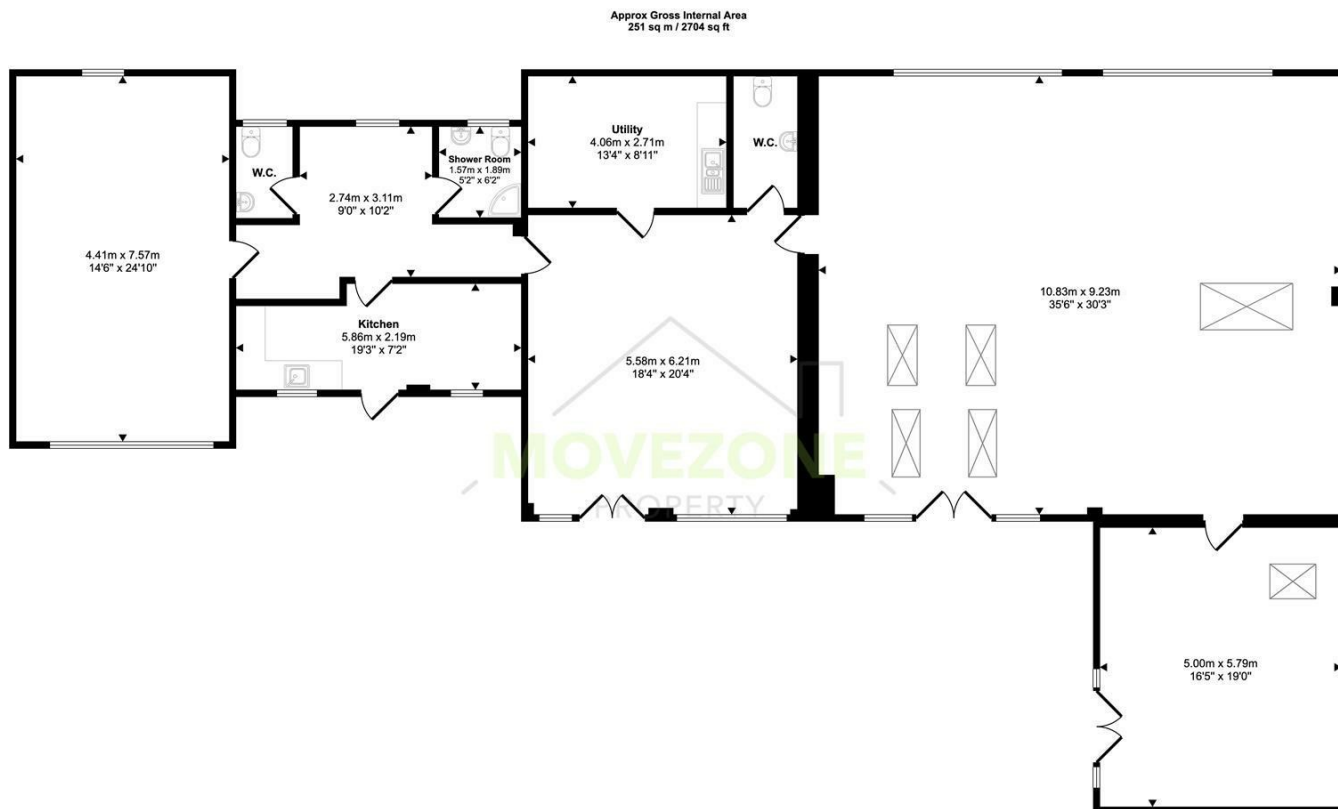 Approx Gross Internal Area
251 sq m / 2704 sq ft
4.41m x 7.57m
14'6" x 24'10"
W.C.
2.74m x 3.11m
9'0" x 10'2"
Shower Room
1.57m x 1.89m
5'2" x 6'2"
Utility
4.06m x 2.71m
13'4" x 8'11"
W.C.
Kitchen
5.86m x 2.19m
19'3" x 7'2"
5.58m x 6.21m
18'4" x 20'4"
10.83m x 9.23m
35'6" x 30'3"
MOVEZONE
PROPERTY
5.00m x 5.79m
16'5" x 19'0"